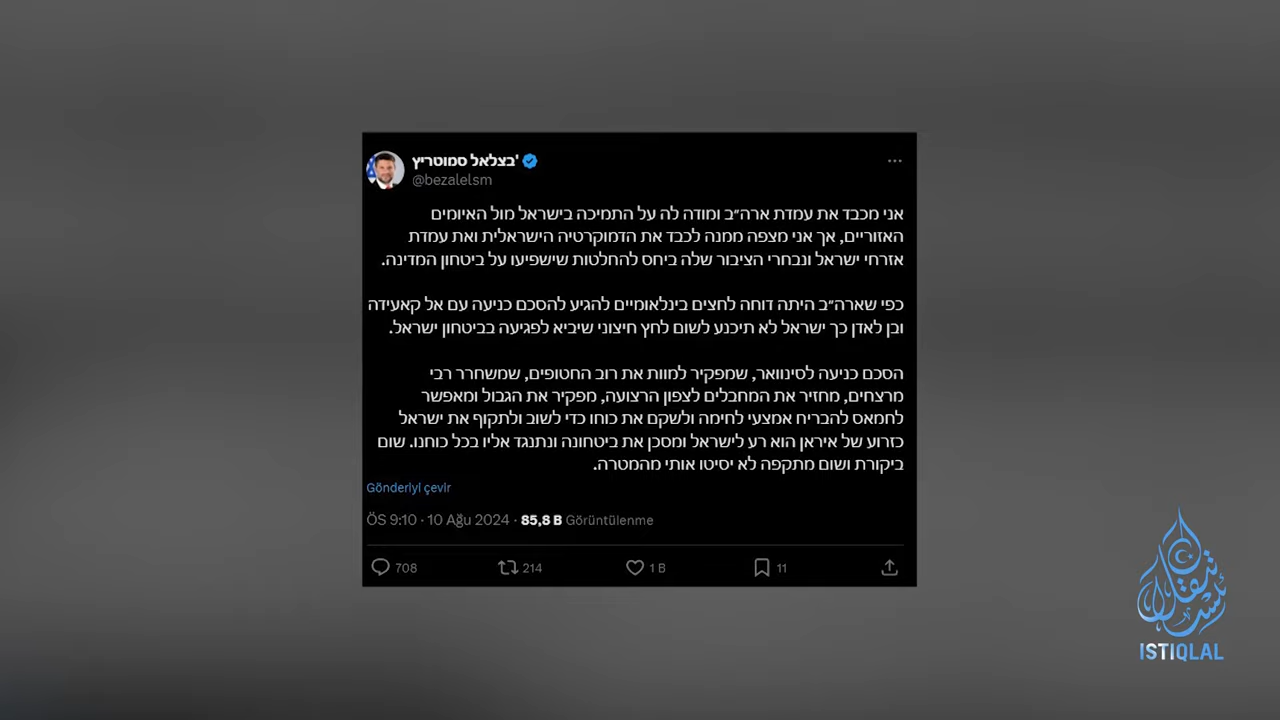 בצלאל סמוטריץ'
@bezalelsm
אני מכבד את עמדת ארה״ב ומודה לה על התמיכה בישראל מול האיומים
האזוריים, אך אני מצפה ממנה לכבד את הדמוקרטיה הישראלית ואת עמדת
אזרחי ישראל ונבחרי הציבור שלה ביחס להחלטות שישפיעו על ביטחון המדינה.
כפי שארה״ב היתה דוחה לחצים בינלאומיים להגיע להסכם כניעה עם אל קאעידה
ובן לאדן כך ישראל לא תיכנע לשום לחץ חיצוני שיביא לפגיעה בביטחון ישראל.
הסכם כניעה לסינוואר, שמפקיר למוות את רוב החטופים, שמשחרר רבי
מרצחים, מחזיר את המחבלים לצפון הרצועה, מפקיר את הגבול ומאפשר
לחמאס להבריח אמצעי לחימה ולשקם את כוחו כדי לשוב ולתקוף את ישראל
כזרוע של איראן הוא רע לישראל ומסכן את ביטחונה ונתנגד אליו בכל כוחנו. שום
ביקורת ושום מתקפה לא יסיטו אותי מהמטרה.
Gönderiyi çevir
ÖS 9:10 · 10 Ağu 2024 · 85,8 B Görüntülenme
708 214 1 B 11
إستقلال
ISTIQLAL